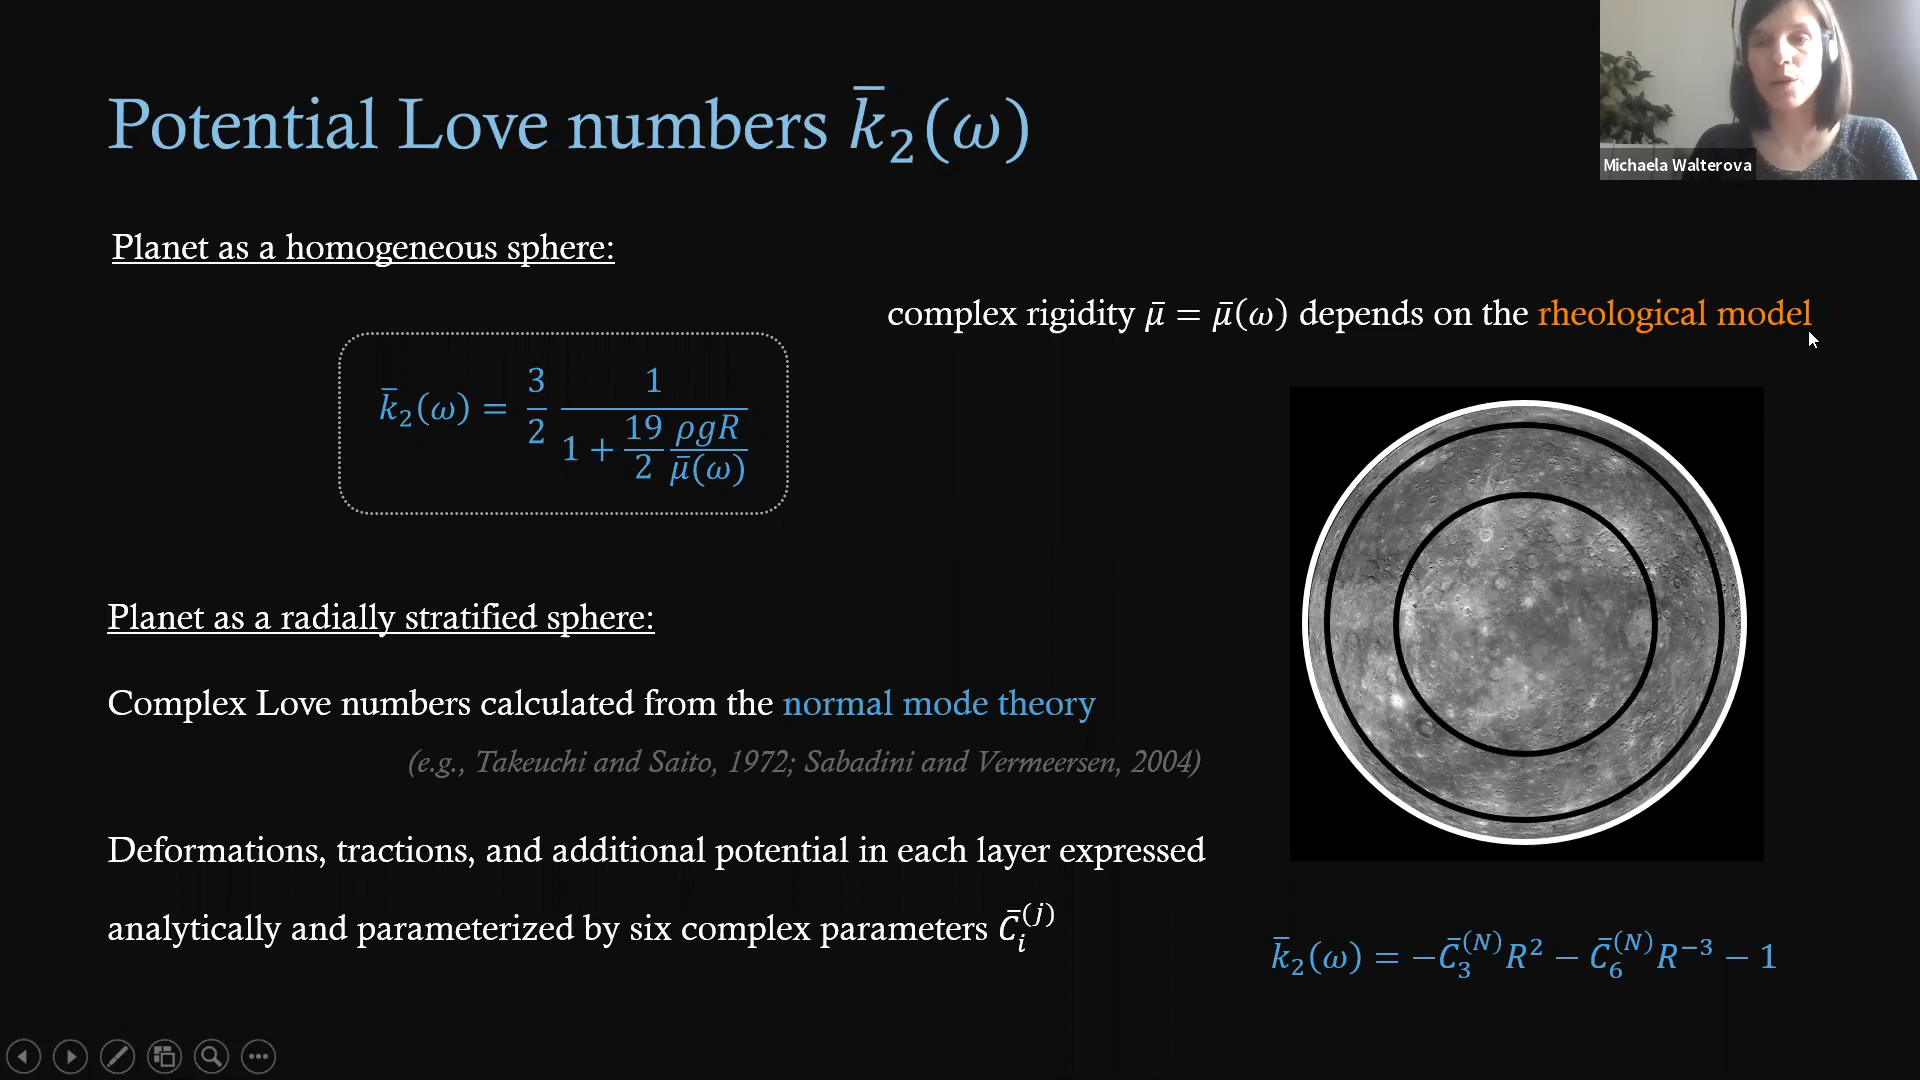 Potential Love numbers k̄₂(ω)
Michaela Walterova
Planet as a homogeneous sphere:
complex rigidity μ̄ = μ̄(ω) depends on the rheological model
k̄₂(ω) = 3/2 1/(1 + 19/2 ρgR/μ̄(ω))
Planet as a radially stratified sphere:
Complex Love numbers calculated from the normal mode theory
(e.g., Takeuchi and Saito, 1972; Sabadini and Vermeersen, 2004)
Deformations, tractions, and additional potential in each layer expressed
analytically and parameterized by six complex parameters C̄ᵢ⁽ʲ⁾
k̄₂(ω) = −C̄₃⁽ᴺ⁾R² − C̄₆⁽ᴺ⁾R⁻³ − 1